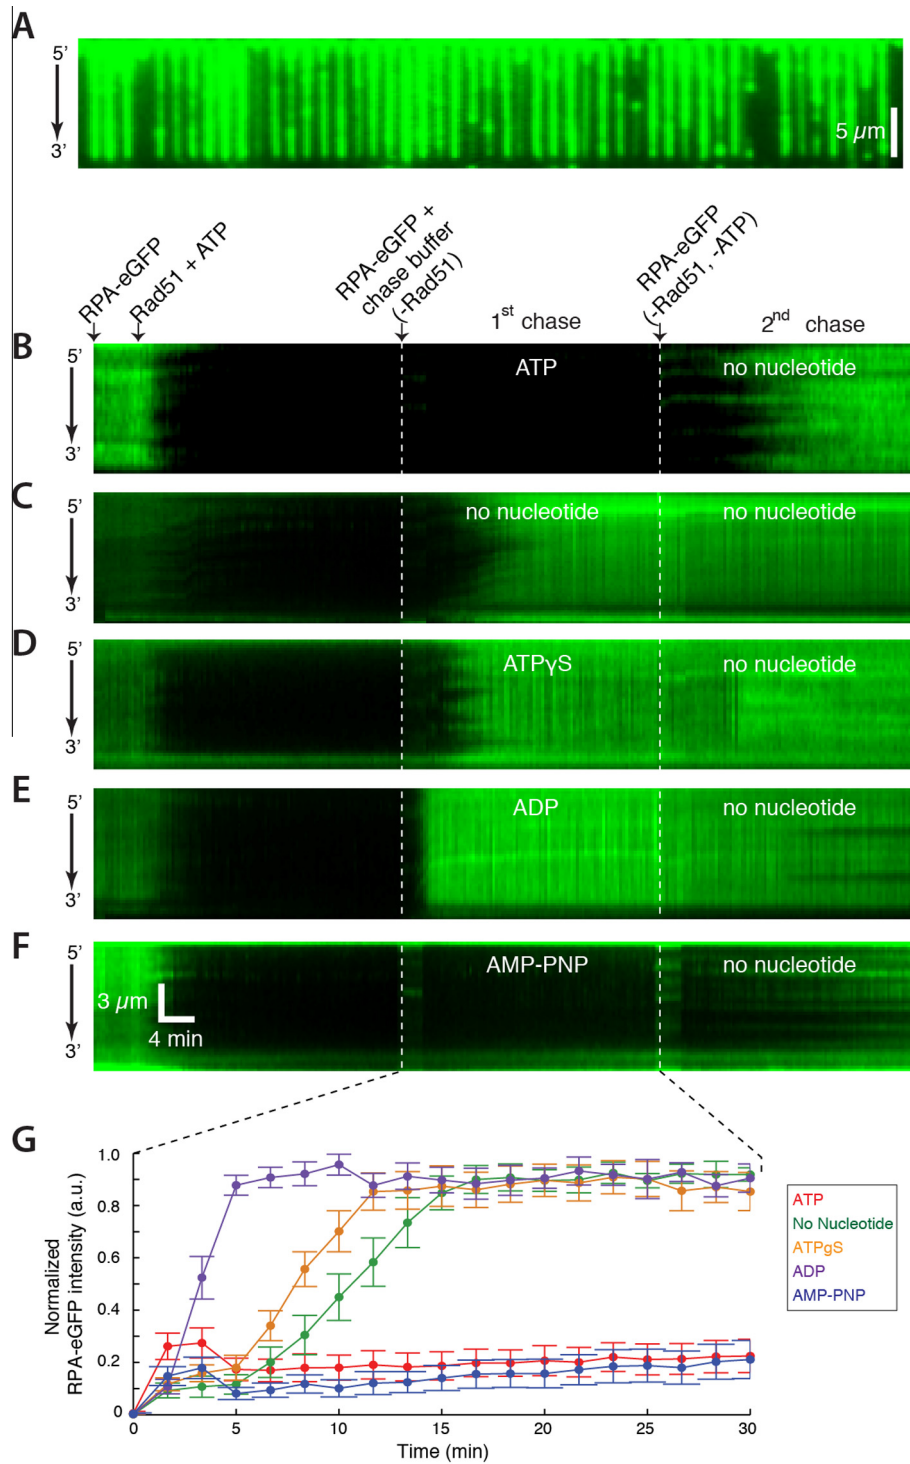 A
5'
3'
5 µm
RPA-eGFP
Rad51 + ATP
RPA-eGFP +
chase buffer
(-Rad51)
RPA-eGFP
(-Rad51, -ATP)
1st chase
2nd chase
B
5'
3'
ATP
no nucleotide
C
5'
3'
no nucleotide
no nucleotide
D
5'
3'
ATPγS
no nucleotide
E
5'
3'
ADP
no nucleotide
F
5'
3'
3 µm
4 min
AMP-PNP
no nucleotide
G
Normalized
RPA-eGFP intensity (a.u.)
1.0
0.8
0.6
0.4
0.2
0
0
5
10
15
20
25
30
Time (min)
ATP
No Nucleotide
ATPgS
ADP
AMP-PNP